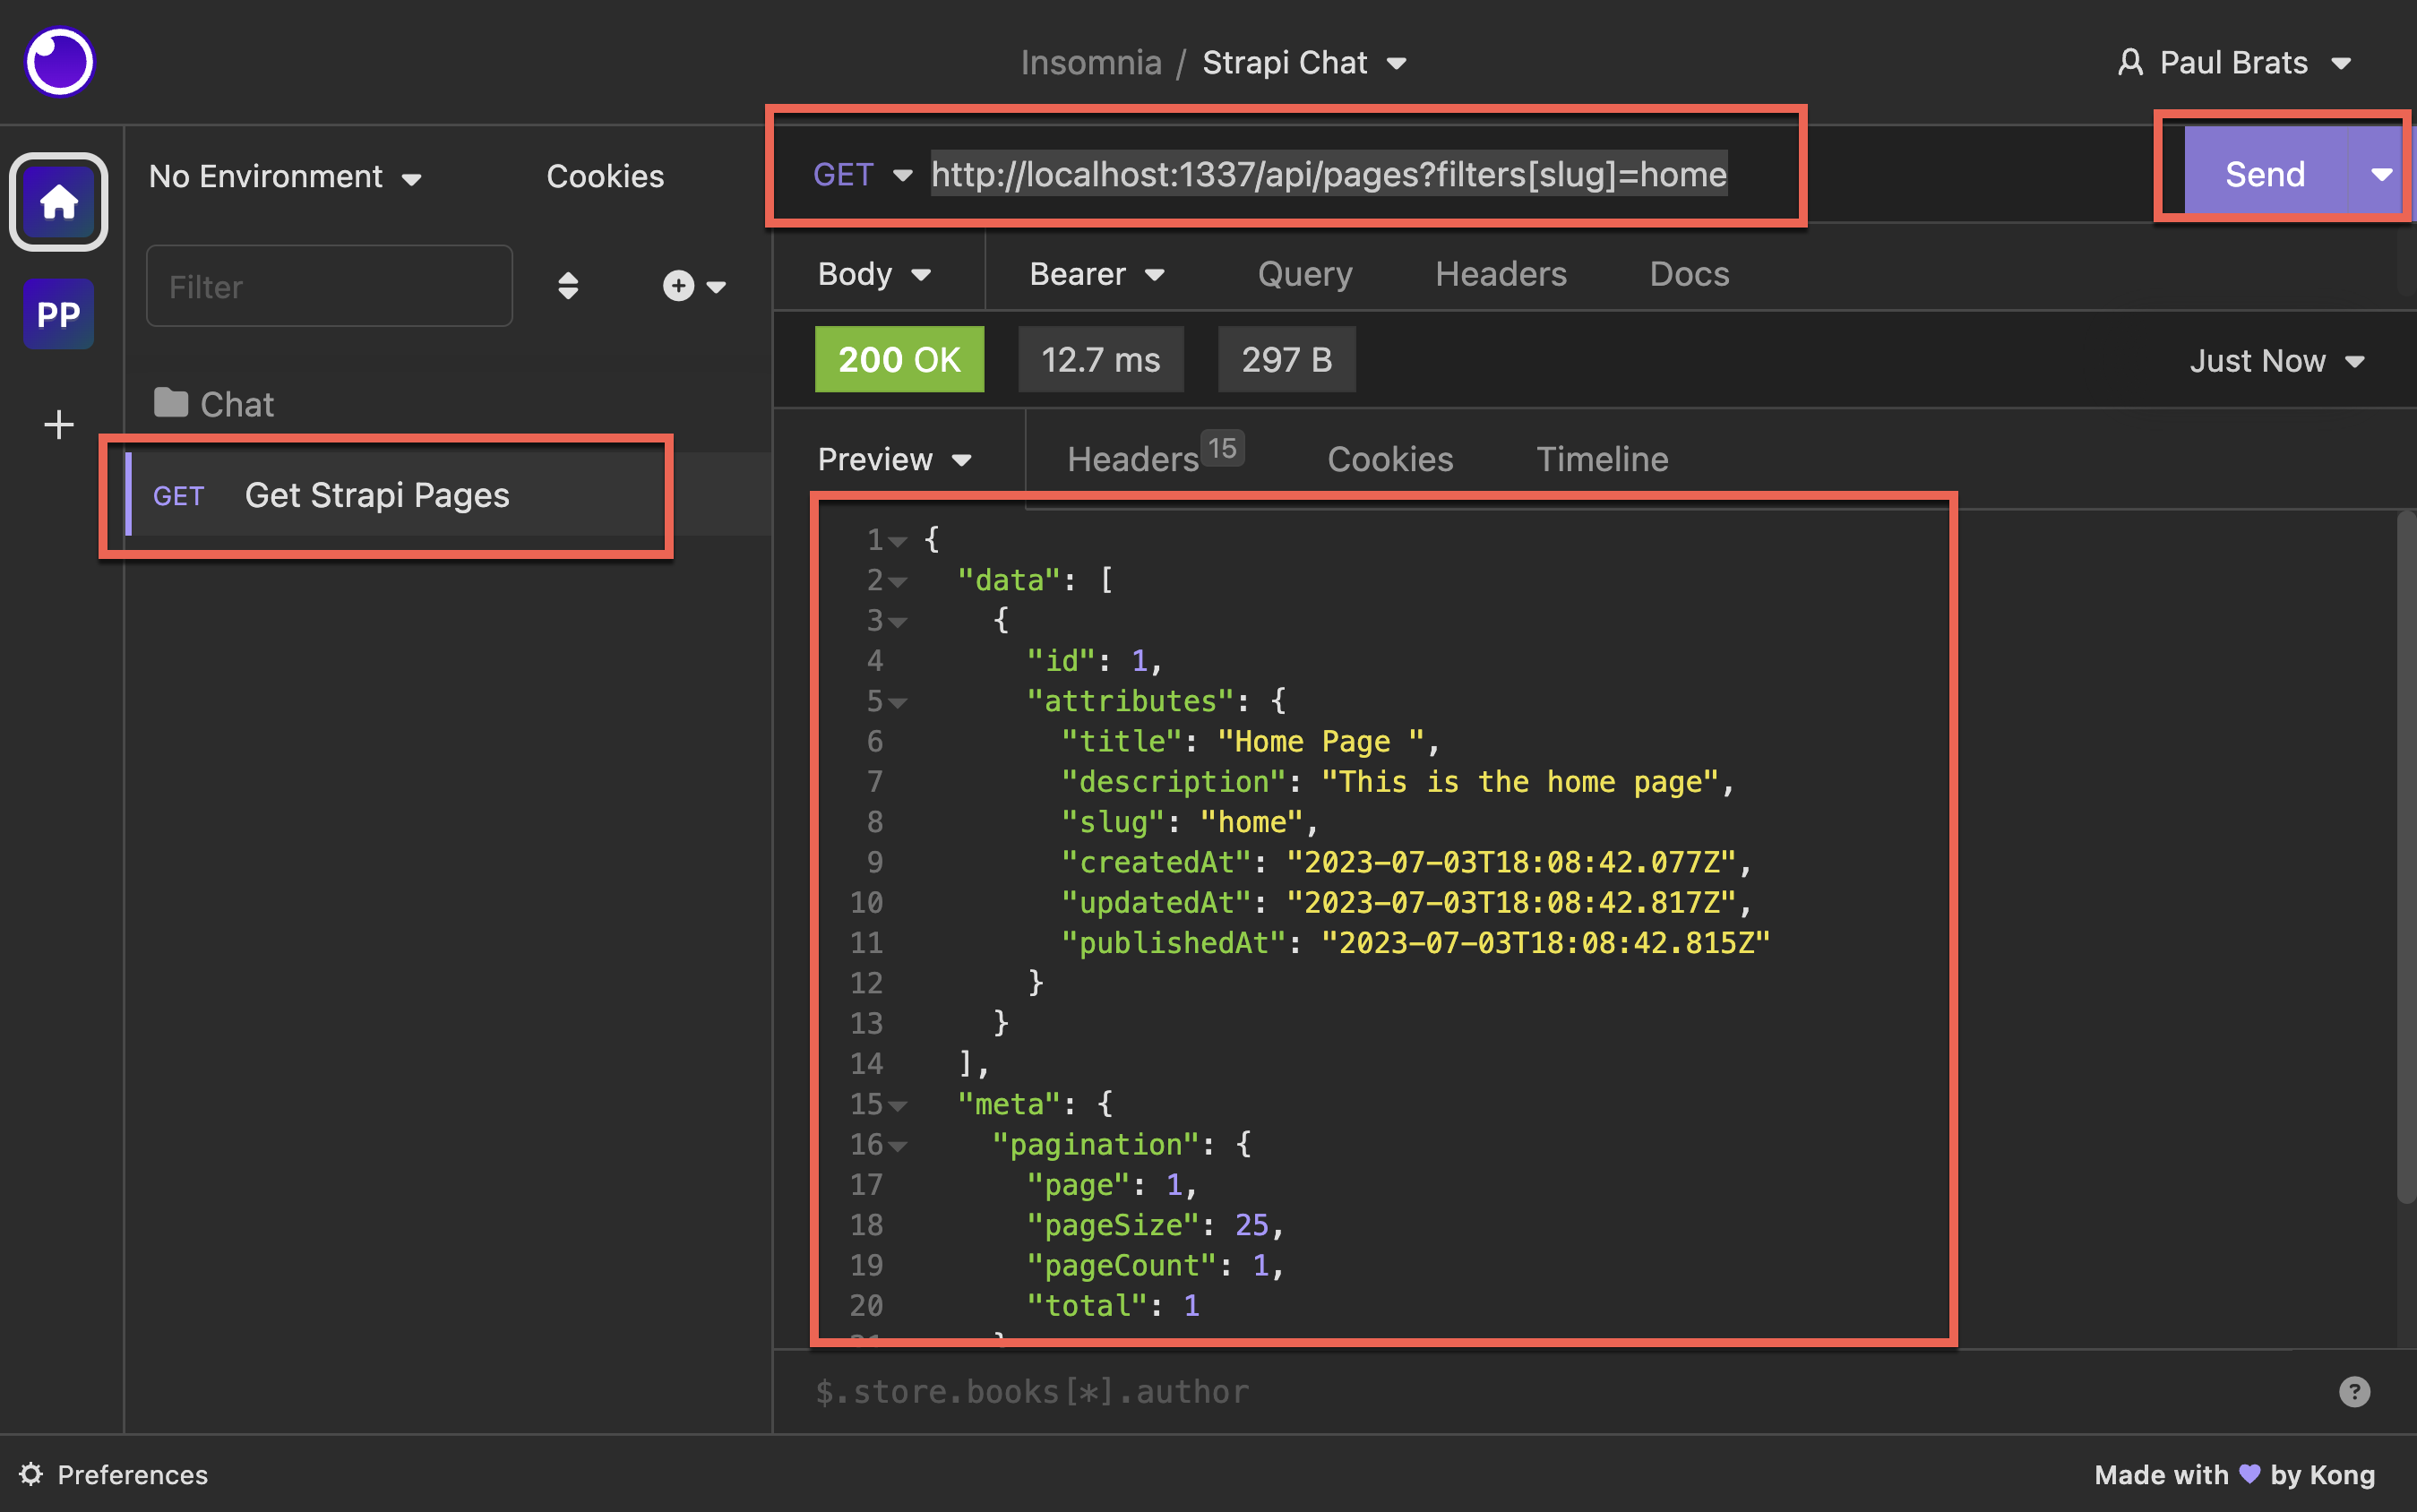 Insomnia / Strapi Chat
Paul Brats
No Environment
Cookies
GET http://localhost:1337/api/pages?filters[slug]=home
Send
PP
Filter
Body
Bearer
Query
Headers
Docs
200 OK
12.7 ms
297 B
Just Now
Chat
GET Get Strapi Pages
Preview
Headers 15
Cookies
Timeline
1 {
2 "data": [
3 {
4 "id": 1,
5 "attributes": {
6 "title": "Home Page ",
7 "description": "This is the home page",
8 "slug": "home",
9 "createdAt": "2023-07-03T18:08:42.077Z",
10 "updatedAt": "2023-07-03T18:08:42.817Z",
11 "publishedAt": "2023-07-03T18:08:42.815Z"
12 }
13 }
14 ],
15 "meta": {
16 "pagination": {
17 "page": 1,
18 "pageSize": 25,
19 "pageCount": 1,
20 "total": 1
21 }
$.store.books[*].author
?
Preferences
Made with 💜 by Kong